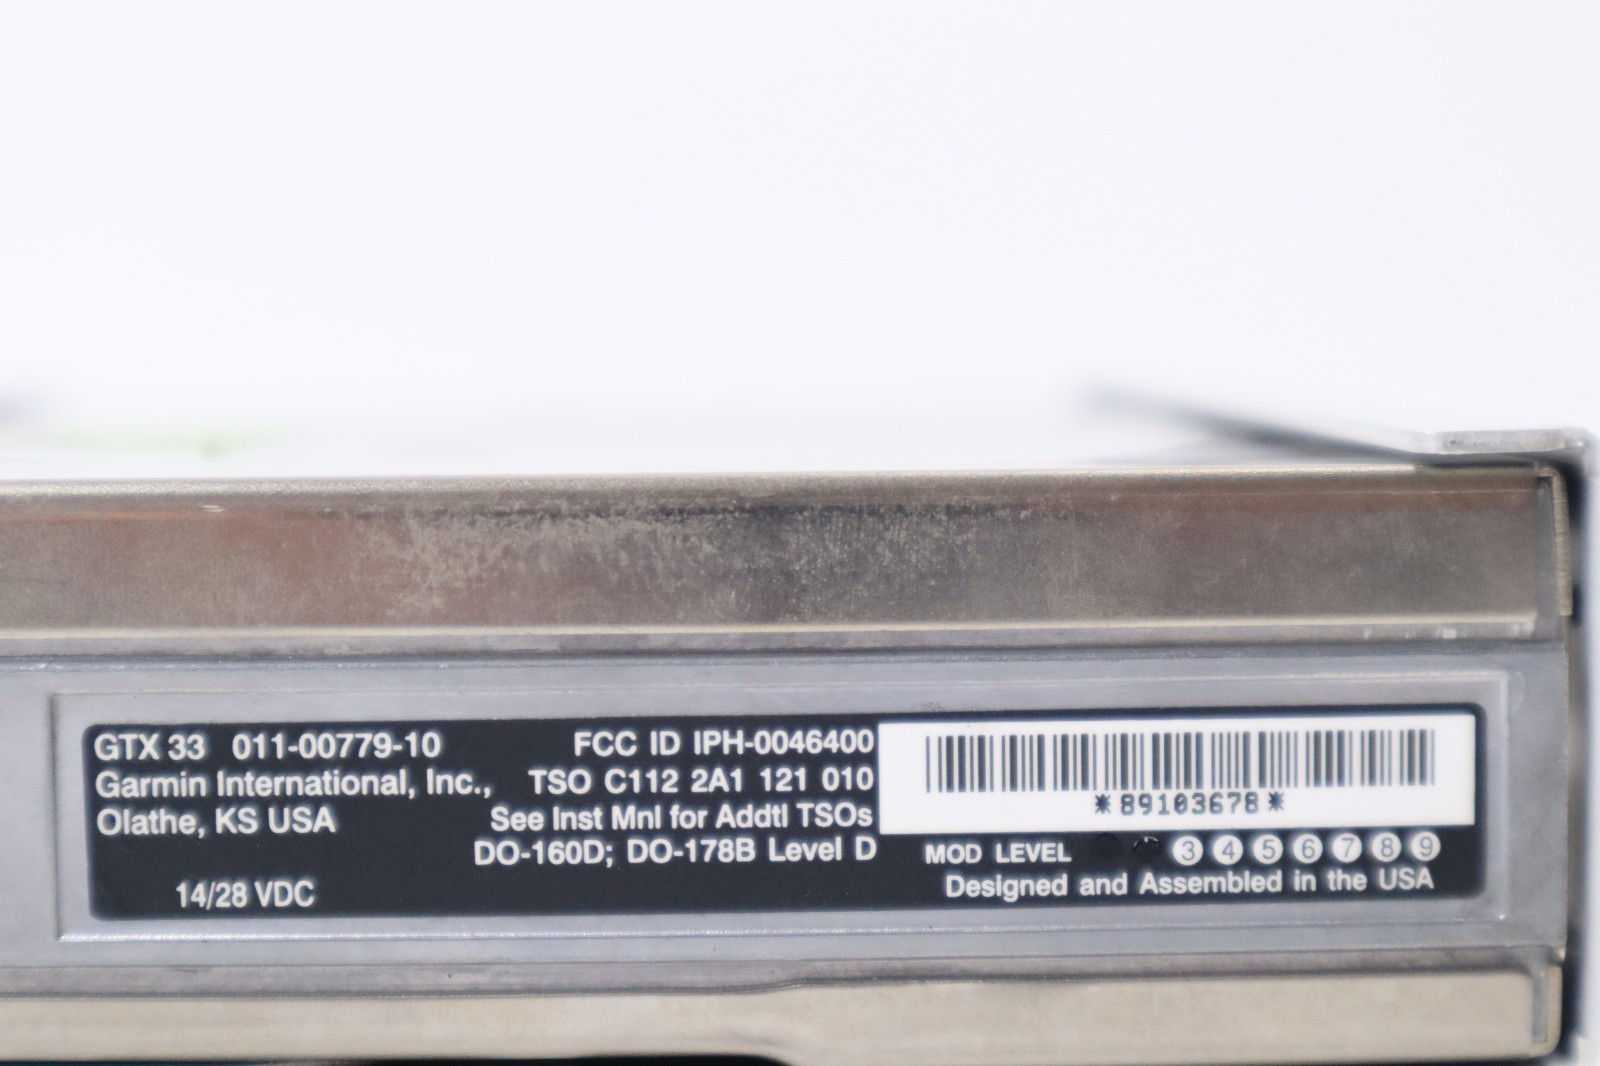 GTX 33 011-00779-10
Garmin International, Inc.,
Olathe, KS USA
14/28 VDC
FCC ID IPH-0046400
TSO C112 2A1 121 010
See Inst Mnl for Addtl TSOs
DO-160D; DO-178B Level D
*89103678*
MOD LEVEL 3 4 5 6 7 8 9
Designed and Assembled in the USA